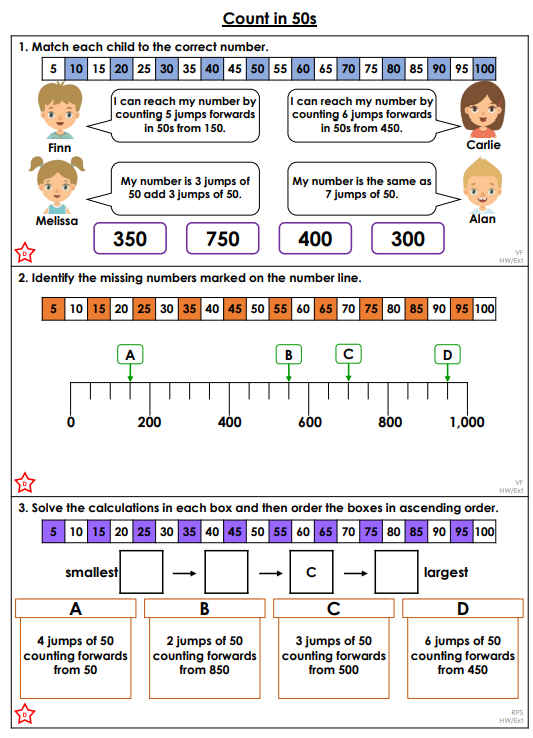 Count in 50s
1. Match each child to the correct number.
5 10 15 20 25 30 35 40 45 50 55 60 65 70 75 80 85 90 95 100
I can reach my number by
counting 5 jumps forwards
in 50s from 150.
Finn
I can reach my number by
counting 6 jumps forwards
in 50s from 450.
Carlie
My number is 3 jumps of
50 add 3 jumps of 50.
Melissa
My number is the same as
7 jumps of 50.
Alan
350 750 400 300
D
VF
HW/Ext
2. Identify the missing numbers marked on the number line.
5 10 15 20 25 30 35 40 45 50 55 60 65 70 75 80 85 90 95 100
A B C D
0 200 400 600 800 1,000
D
VF
HW/Ext
3. Solve the calculations in each box and then order the boxes in ascending order.
5 10 15 20 25 30 35 40 45 50 55 60 65 70 75 80 85 90 95 100
smallest C largest
A B C D
4 jumps of 50
counting forwards
from 50
2 jumps of 50
counting forwards
from 850
3 jumps of 50
counting forwards
from 500
6 jumps of 50
counting forwards
from 450
D
RPS
HW/Ext